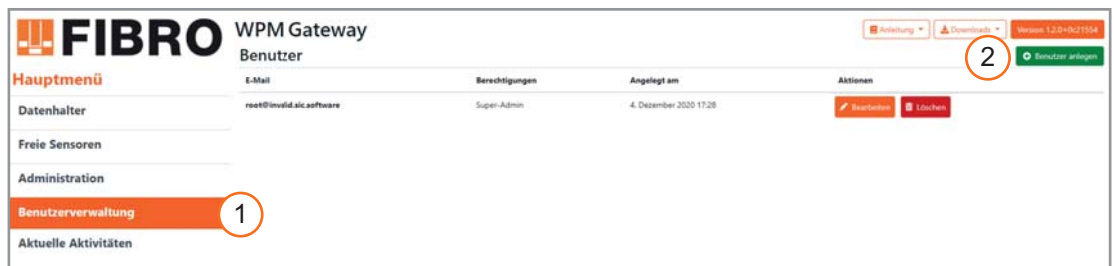 FIBRO
WPM Gateway
Anleitung
Downloads
Version 1.2.0+0c21554
Benutzer
2
Benutzer anlegen
Hauptmenü
E-Mail Berechtigungen Angelegt am Aktionen
Datenhalter
root@invalid.sic.software Super-Admin 4. Dezember 2020 17:28 Bearbeiten Löschen
Freie Sensoren
Administration
Benutzerverwaltung 1
Aktuelle Aktivitäten